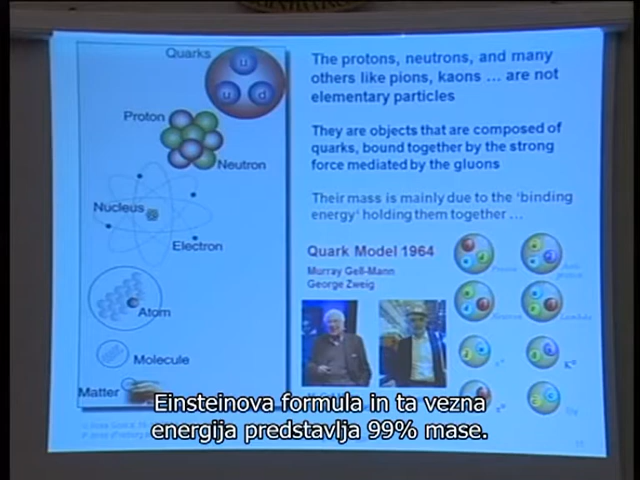 Quarks
u
u
d
Proton
Neutron
Nucleus
Electron
Atom
Molecule
Matter
The protons, neutrons, and many
others like pions, kaons ... are not
elementary particles
They are objects that are composed of
quarks, bound together by the strong
force mediated by the gluons
Their mass is mainly due to the 'binding
energy' holding them together ...
Quark Model 1964
Murray Gell-Mann
George Zweig
Proton
Neutron
Lambda
Einsteinova formula in ta vezna
energija predstavlja 99% mase.